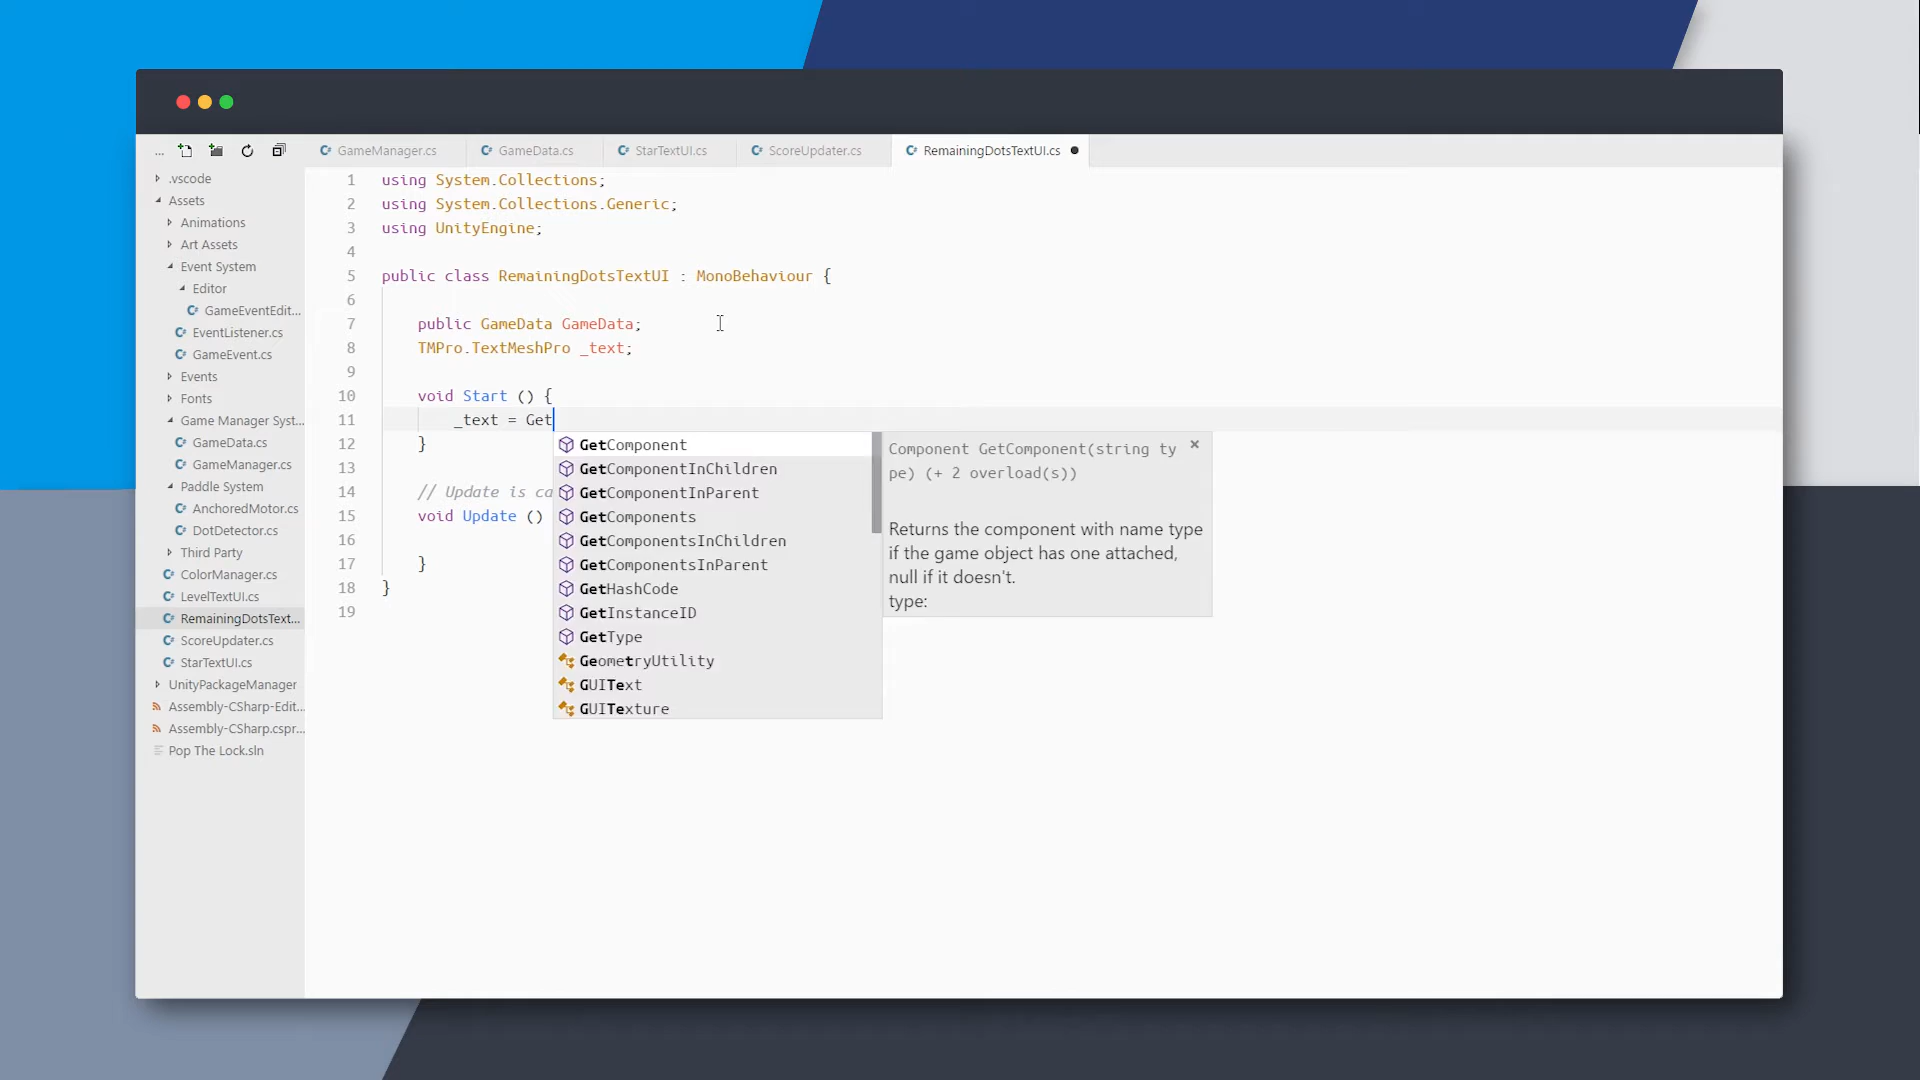 ... GameManager.cs GameData.cs StarTextUI.cs ScoreUpdater.cs RemainingDotsTextUI.cs
.vscode
Assets
Animations
Art Assets
Event System
Editor
GameEventEdit...
EventListener.cs
GameEvent.cs
Events
Fonts
Game Manager Syst...
GameData.cs
GameManager.cs
Paddle System
AnchoredMotor.cs
DotDetector.cs
Third Party
ColorManager.cs
LevelTextUI.cs
RemainingDotsText...
ScoreUpdater.cs
StarTextUI.cs
UnityPackageManager
Assembly-CSharp-Edit...
Assembly-CSharp.cspr...
Pop The Lock.sln
1 using System.Collections;
2 using System.Collections.Generic;
3 using UnityEngine;
4
5 public class RemainingDotsTextUI : MonoBehaviour {
6
7 public GameData GameData;
8 TMPro.TextMeshPro _text;
9
10 void Start () {
11 _text = Get
12 }
13
14 // Update is ca
15 void Update ()
16
17 }
18 }
19
GetComponent
GetComponentInChildren
GetComponentInParent
GetComponents
GetComponentsInChildren
GetComponentsInParent
GetHashCode
GetInstanceID
GetType
GeometryUtility
GUIText
GUITexture
Component GetComponent(string ty
pe) (+ 2 overload(s))
Returns the component with name type
if the game object has one attached,
null if it doesn't.
type: